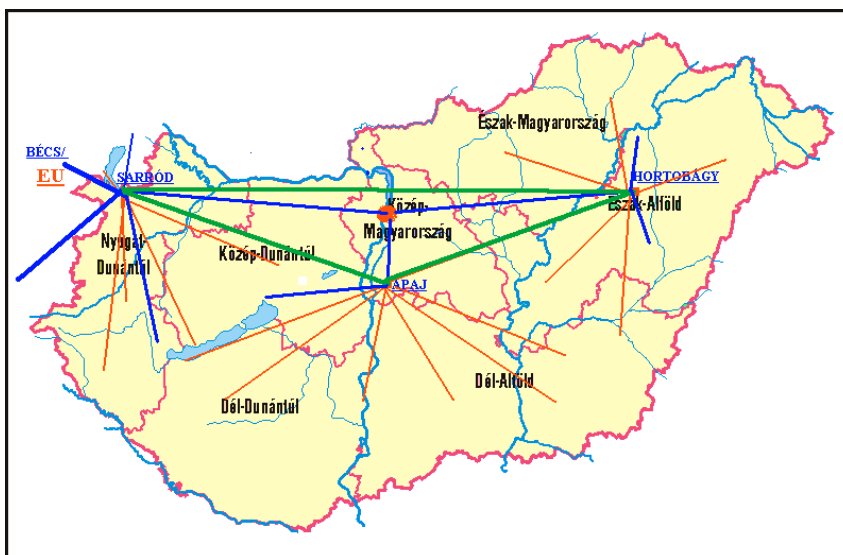 Észak-Magyarország
BÉCS/
EU
SARRÓD
HORTOBÁGY
Észak-Alföld
Közép-
Magyarország
Nyugat-
Dunántúl
Közép-Dunántúl
APAJ
Dél-Dunántúl
Dél-Alföld